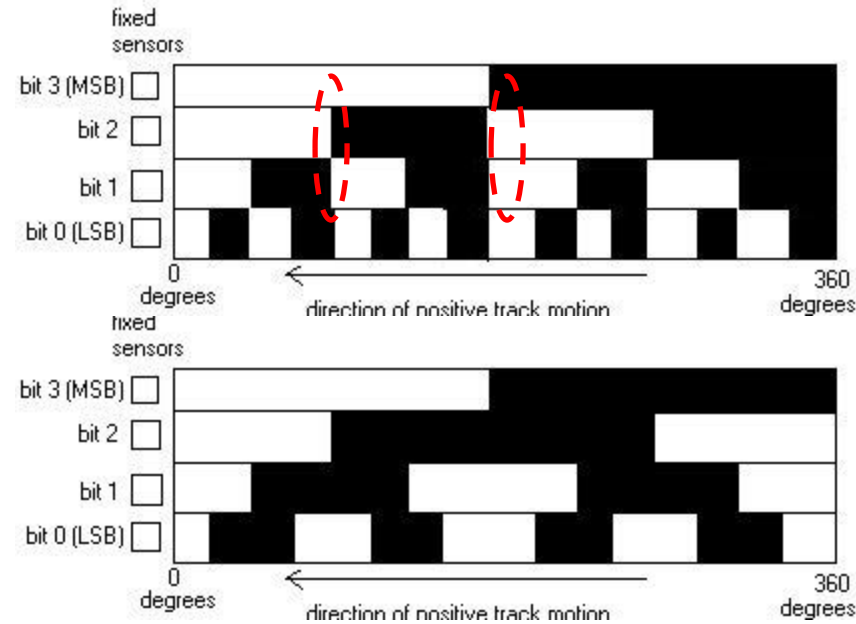 fixed
sensors
bit 3 (MSB)
bit 2
bit 1
bit 0 (LSB)
0
degrees
direction of positive track motion
360
degrees
fixed
sensors
bit 3 (MSB)
bit 2
bit 1
bit 0 (LSB)
0
degrees
direction of positive track motion
360
degrees